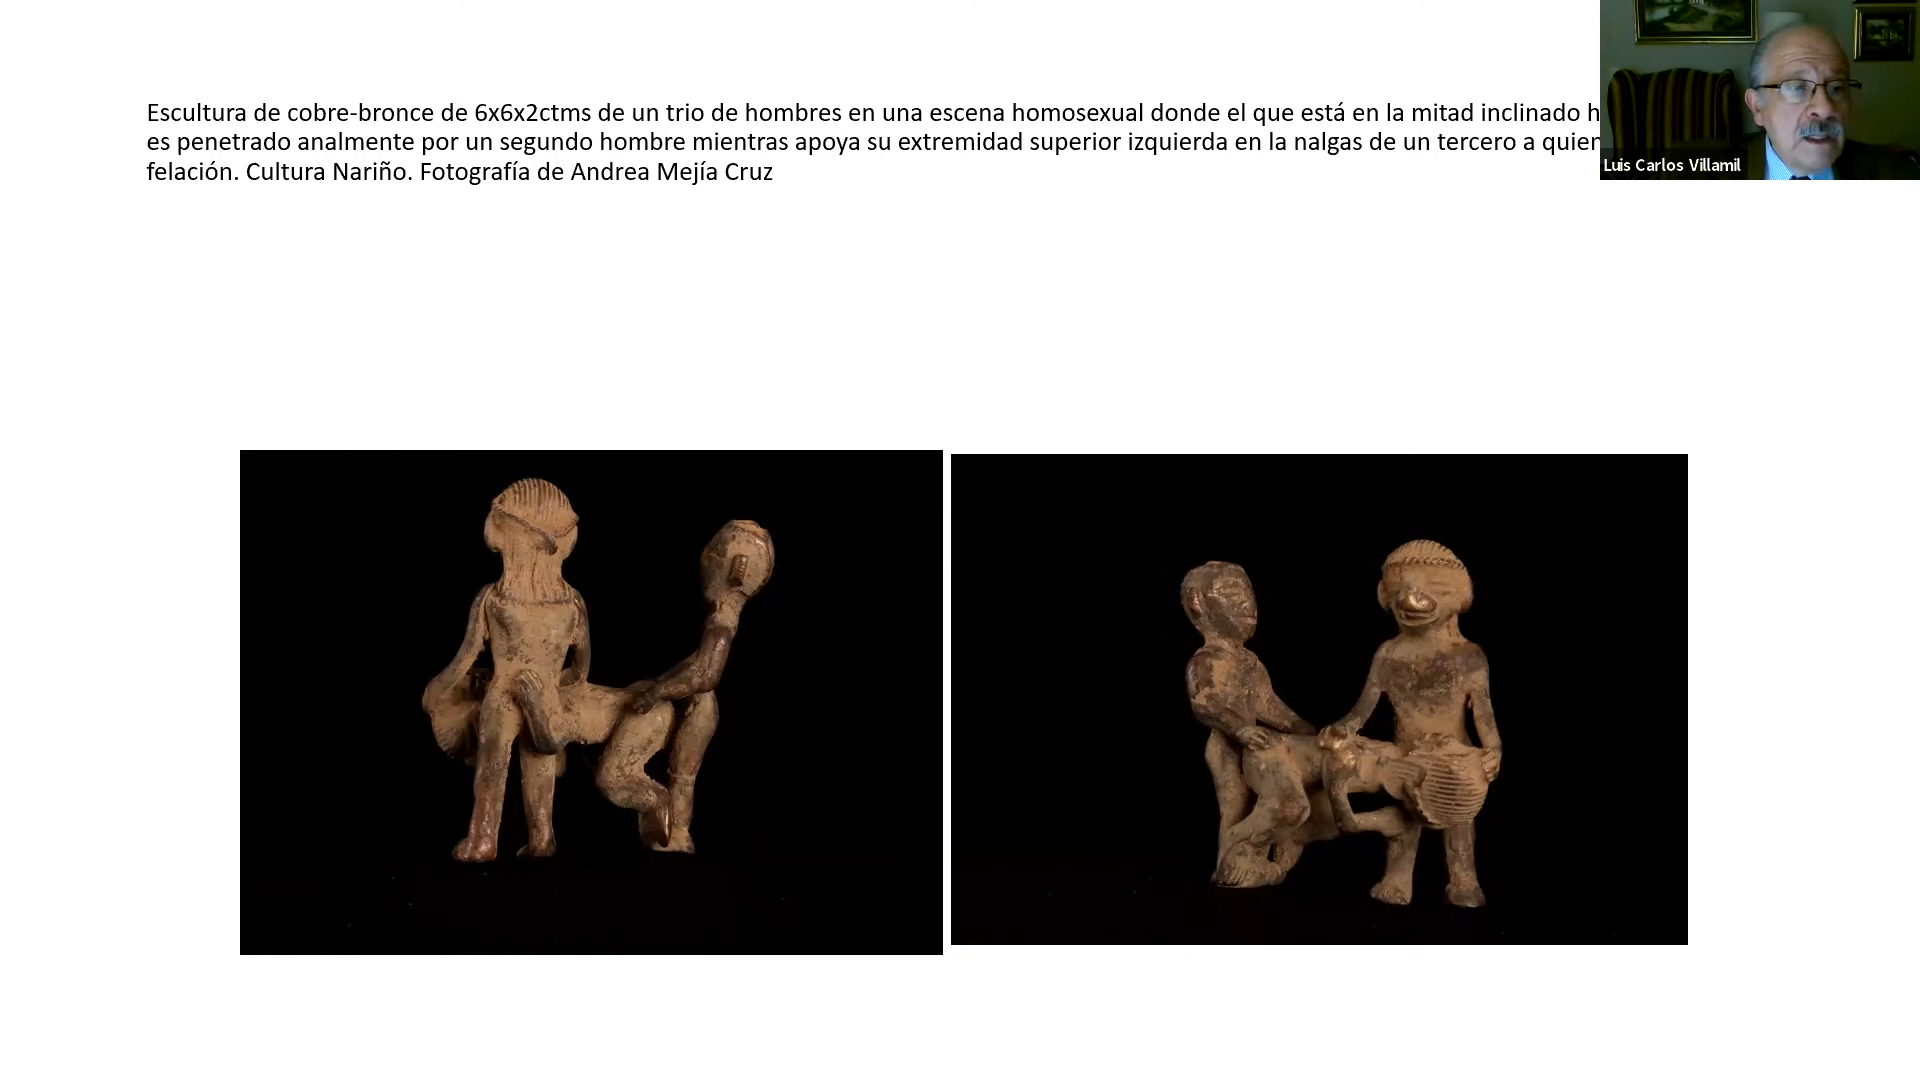 Escultura de cobre-bronce de 6x6x2ctms de un trio de hombres en una escena homosexual donde el que está en la mitad inclinado
es penetrado analmente por un segundo hombre mientras apoya su extremidad superior izquierda en la nalgas de un tercero a quien
felación. Cultura Nariño. Fotografía de Andrea Mejía Cruz
Luis Carlos Villamil